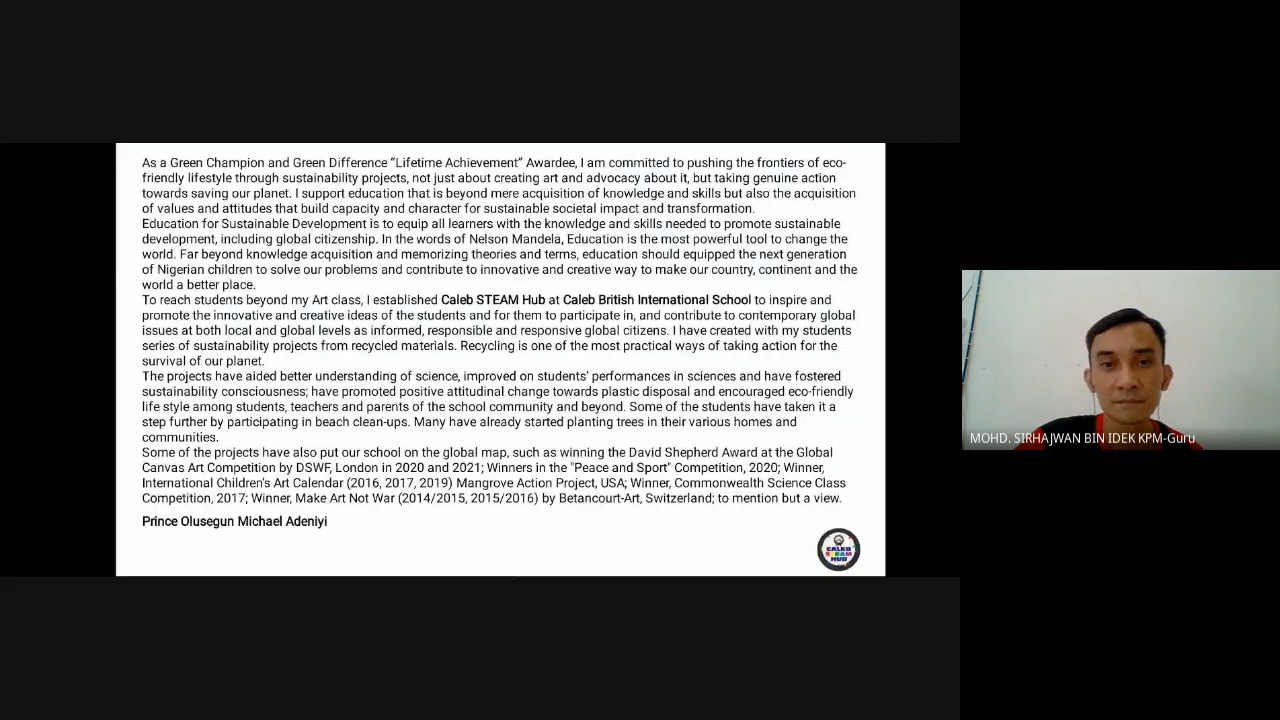 As a Green Champion and Green Difference “Lifetime Achievement” Awardee, I am committed to pushing the frontiers of eco-
friendly lifestyle through sustainability projects, not just about creating art and advocacy about it, but taking genuine action
towards saving our planet. I support education that is beyond mere acquisition of knowledge and skills but also the acquisition
of values and attitudes that build capacity and character for sustainable societal impact and transformation.
Education for Sustainable Development is to equip all learners with the knowledge and skills needed to promote sustainable
development, including global citizenship. In the words of Nelson Mandela, Education is the most powerful tool to change the
world. Far beyond knowledge acquisition and memorizing theories and terms, education should equipped the next generation
of Nigerian children to solve our problems and contribute to innovative and creative way to make our country, continent and the
world a better place.
To reach students beyond my Art class, I established Caleb STEAM Hub at Caleb British International School to inspire and
promote the innovative and creative ideas of the students and for them to participate in, and contribute to contemporary global
issues at both local and global levels as informed, responsible and responsive global citizens. I have created with my students
series of sustainability projects from recycled materials. Recycling is one of the most practical ways of taking action for the
survival of our planet.
The projects have aided better understanding of science, improved on students' performances in sciences and have fostered
sustainability consciousness; have promoted positive attitudinal change towards plastic disposal and encouraged eco-friendly
life style among students, teachers and parents of the school community and beyond. Some of the students have taken it a
step further by participating in beach clean-ups. Many have already started planting trees in their various homes and
communities.
Some of the projects have also put our school on the global map, such as winning the David Shepherd Award at the Global
Canvas Art Competition by DSWF, London in 2020 and 2021; Winners in the "Peace and Sport" Competition, 2020; Winner,
International Children's Art Calendar (2016, 2017, 2019) Mangrove Action Project, USA; Winner, Commonwealth Science Class
Competition, 2017; Winner, Make Art Not War (2014/2015, 2015/2016) by Betancourt-Art, Switzerland; to mention but a view.
Prince Olusegun Michael Adeniyi
CALEB
STEAM
HUB
MOHD. SIRHAJWAN BIN IDEK KPM-Guru